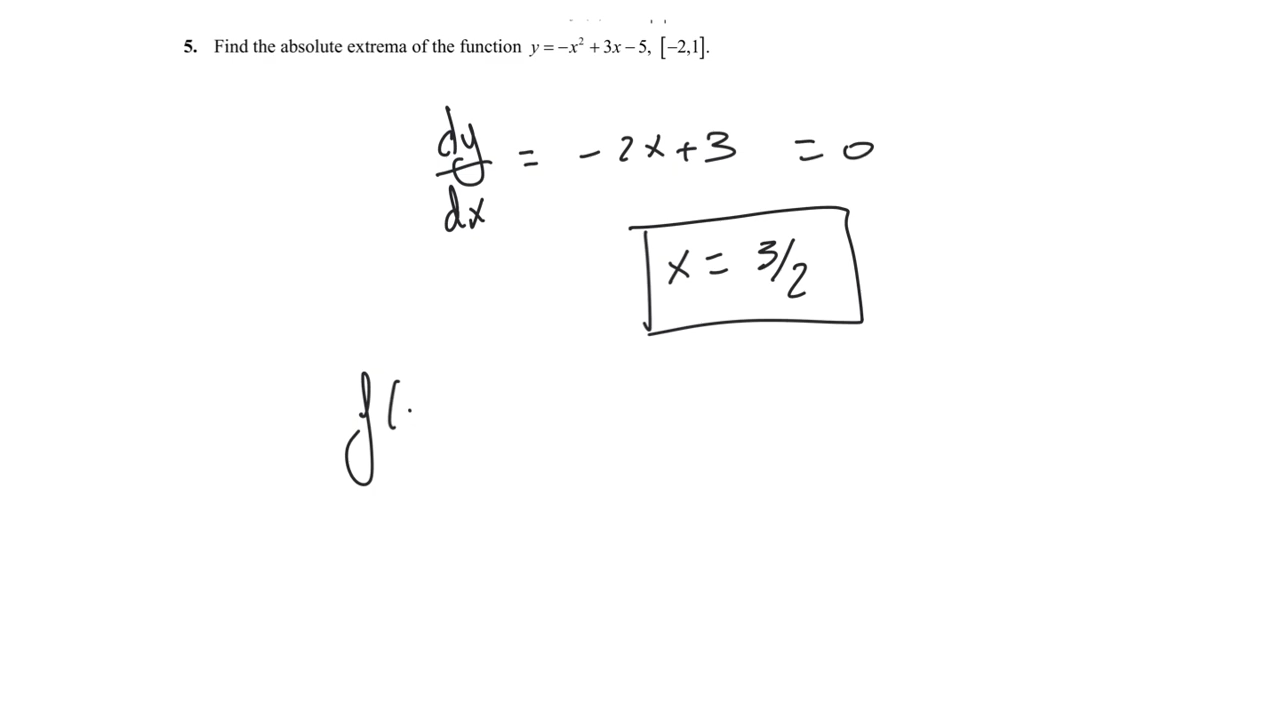 5. Find the absolute extrema of the function y = −x² + 3x − 5, [−2,1].
dy/dx = - 2x + 3 = 0
x = 3/2
f(